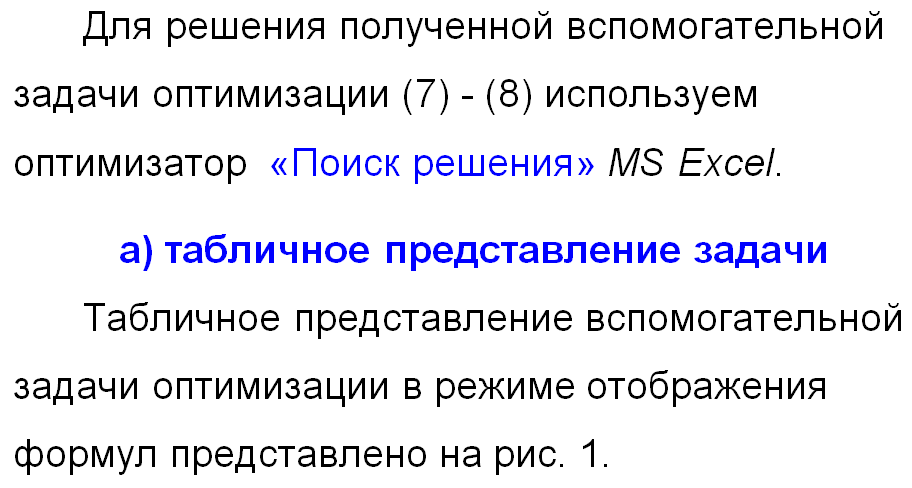 Для решения полученной вспомогательной
задачи оптимизации (7) - (8) используем
оптимизатор «Поиск решения» MS Excel.
а) табличное представление задачи
Табличное представление вспомогательной
задачи оптимизации в режиме отображения
формул представлено на рис. 1.